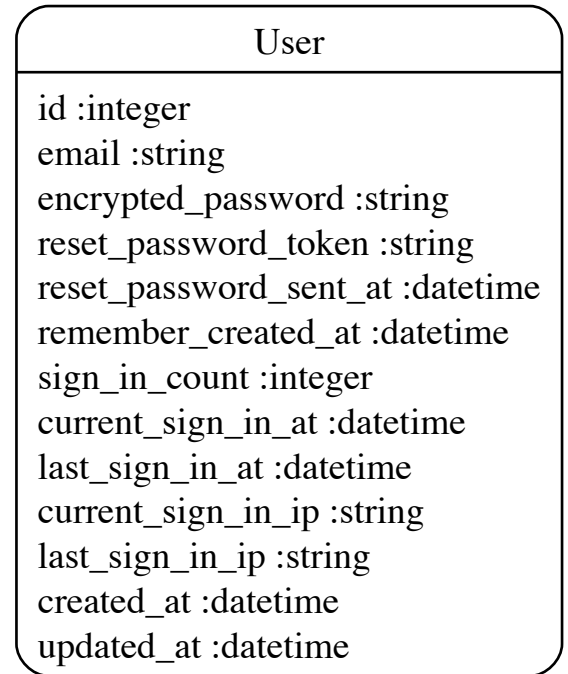 User
id :integer
email :string
encrypted_password :string
reset_password_token :string
reset_password_sent_at :datetime
remember_created_at :datetime
sign_in_count :integer
current_sign_in_at :datetime
last_sign_in_at :datetime
current_sign_in_ip :string
last_sign_in_ip :string
created_at :datetime
updated_at :datetime